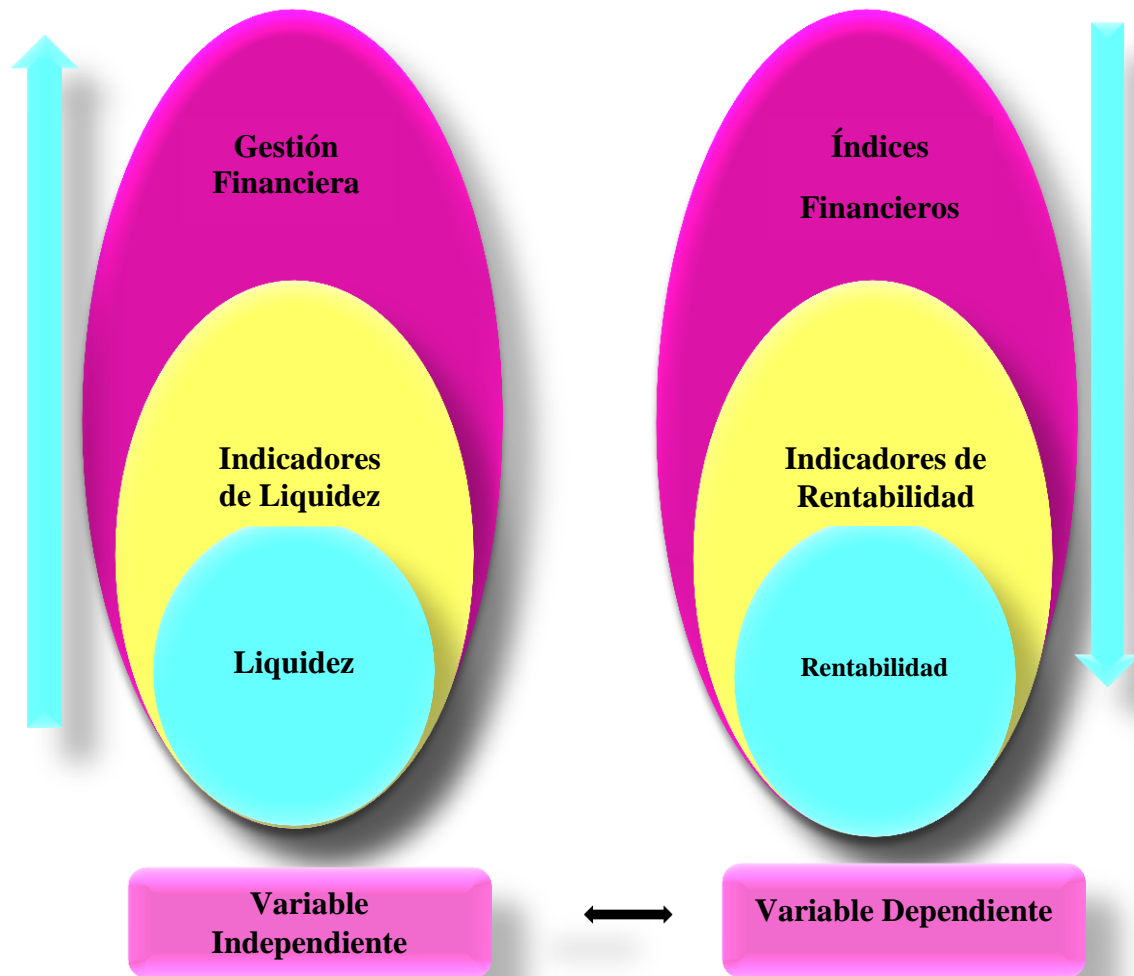 Gestión
Financiera
Indicadores
de Liquidez
Liquidez
Variable
Independiente
Índices
Financieros
Indicadores de
Rentabilidad
Rentabilidad
Variable Dependiente